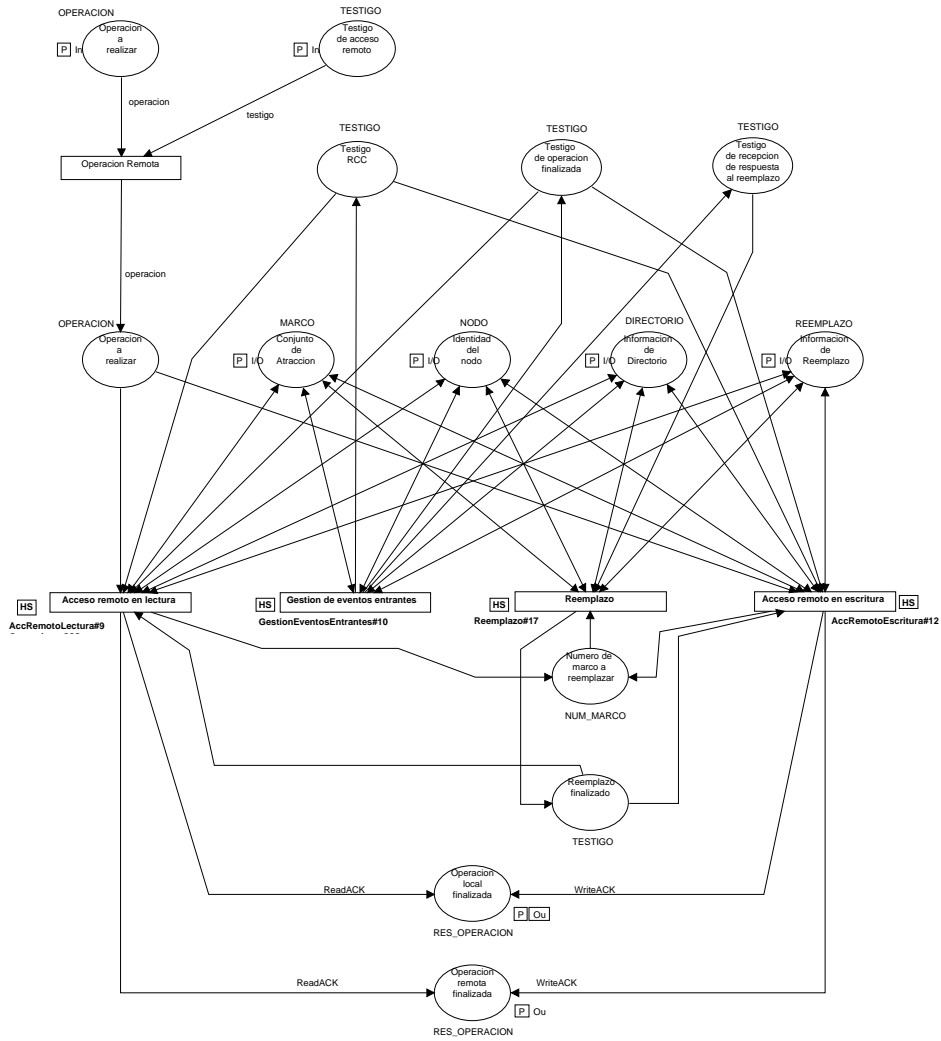 OPERACION
Operacion
a
realizar
P In
TESTIGO
Testigo
de acceso
remoto
P In
operacion
testigo
Operacion Remota
TESTIGO
Testigo
RCC
TESTIGO
Testigo
de operacion
finalizada
TESTIGO
Testigo
de recepcion
de respuesta
al reemplazo
operacion
OPERACION
Operacion
a
realizar
MARCO
Conjunto
de
Atraccion
P I/O
NODO
Identidad
del
nodo
P I/O
DIRECTORIO
Informacion
de
Directorio
P I/O
REEMPLAZO
Informacion
de
Reemplazo
P I/O
Acceso remoto en lectura
HS
AccRemotoLectura#9
Gestion de eventos entrantes
HS
GestionEventosEntrantes#10
Reemplazo
HS
Reemplazo#17
Acceso remoto en escritura
HS
AccRemotoEscritura#12
Numero de
marco a
reemplazar
NUM_MARCO
Reemplazo
finalizado
TESTIGO
ReadACK
Operacion
local
finalizada
WriteACK
P Ou
RES_OPERACION
ReadACK
Operacion
remota
finalizada
WriteACK
P Ou
RES_OPERACION